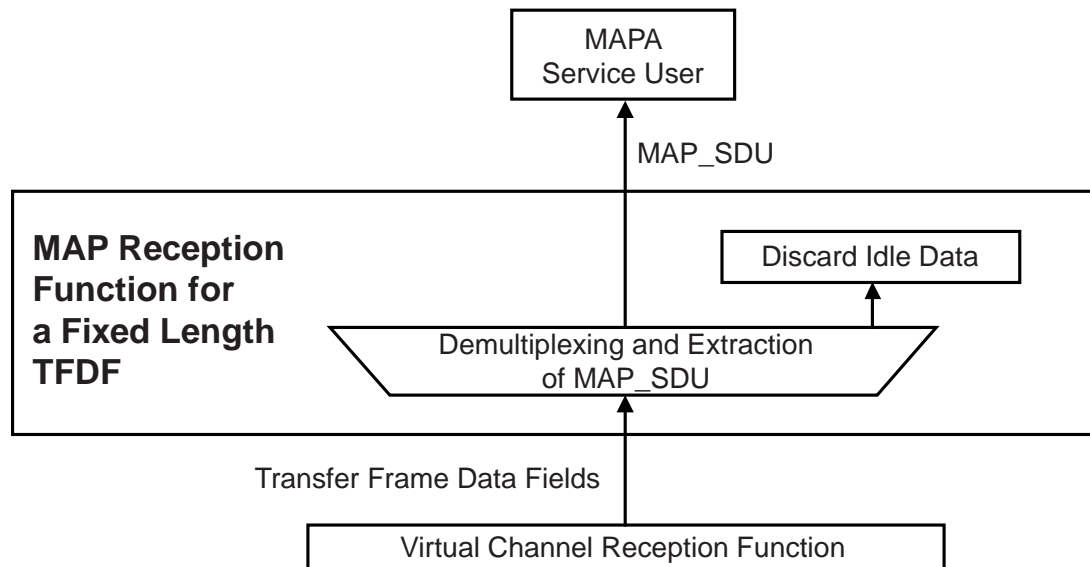 MAPA
Service User
MAP_SDU
MAP Reception
Function for
a Fixed Length
TFDF
Discard Idle Data
Demultiplexing and Extraction
of MAP_SDU
Transfer Frame Data Fields
Virtual Channel Reception Function